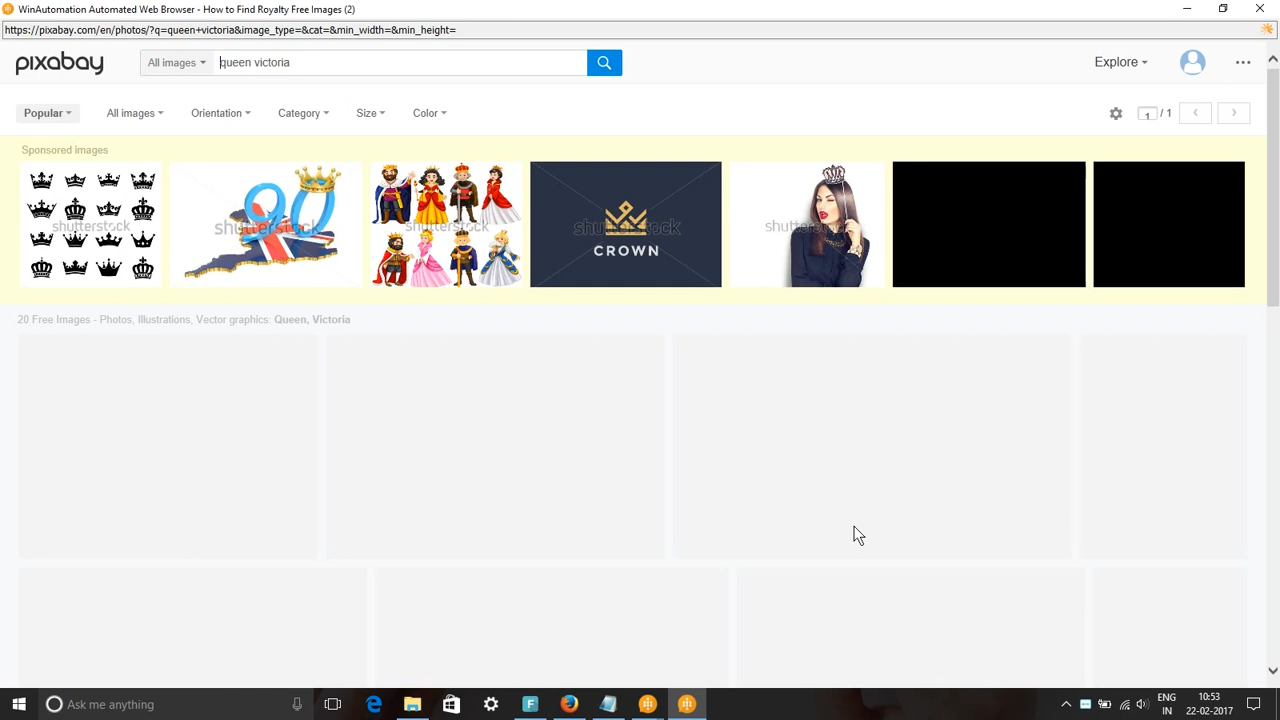 WinAutomation Automated Web Browser - How to Find Royalty Free Images (2)
https://pixabay.com/en/photos/?q=queen+victoria&image_type=&cat=&min_width=&min_height=
pixabay
All images
queen victoria
Explore
Popular
All images
Orientation
Category
Size
Color
1 / 1
Sponsored images
shutterstock
shutterstock
shutterstock
shutterstock
shutterstock
CROWN
20 Free Images - Photos, Illustrations, Vector graphics: Queen, Victoria
Ask me anything
ENG
IN
10:53
22-02-2017